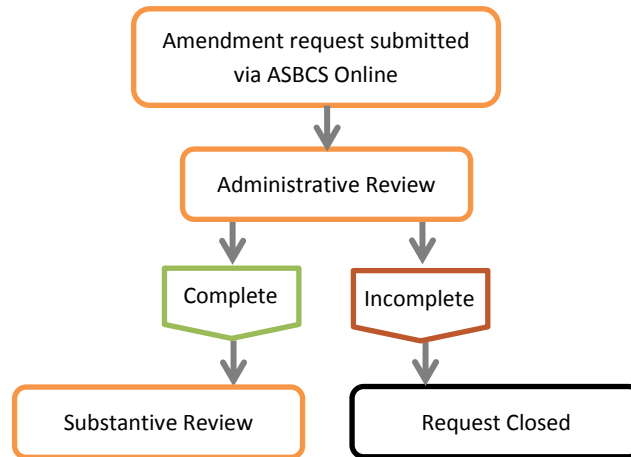 Amendment request submitted
via ASBCS Online
Administrative Review
Complete
Incomplete
Substantive Review
Request Closed